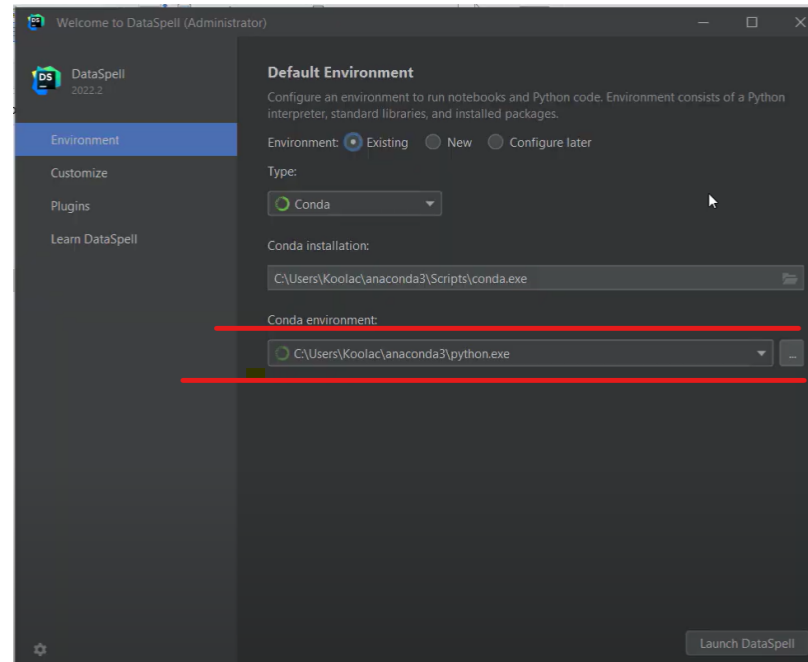 Welcome to DataSpell (Administrator)
DS
DataSpell
2022.2
Environment
Customize
Plugins
Learn DataSpell
Default Environment
Configure an environment to run notebooks and Python code. Environment consists of a Python
interpreter, standard libraries, and installed packages.
Environment: Existing New Configure later
Type:
Conda
Conda installation:
C:\Users\Koolac\anaconda3\Scripts\conda.exe
Conda environment:
C:\Users\Koolac\anaconda3\python.exe
...
Launch DataSpell